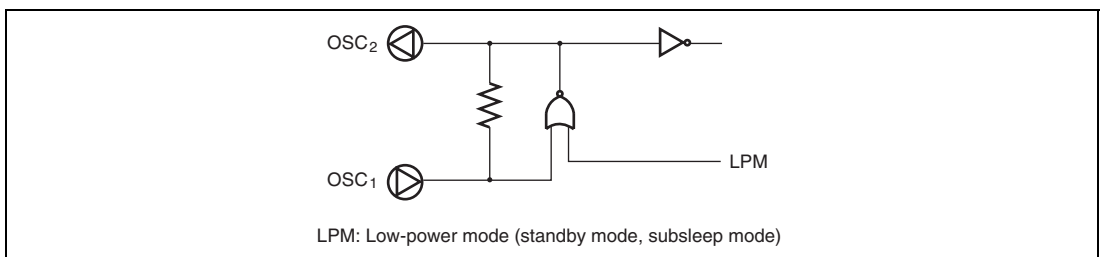 OSC₂
LPM
OSC₁
LPM: Low-power mode (standby mode, subsleep mode)